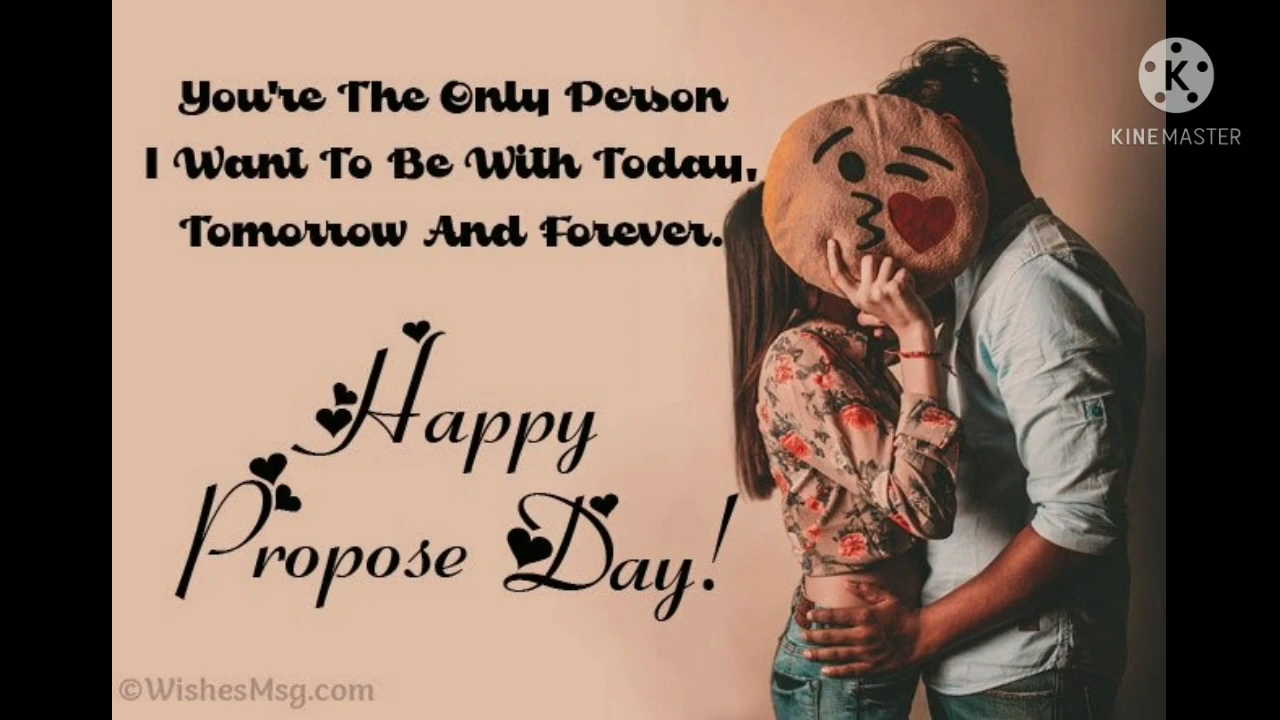 You're The Only Person
I Want To Be With Today,
Tomorrow And Forever.
Happy
Propose Day!
©WishesMsg.com
K
KINEMASTER